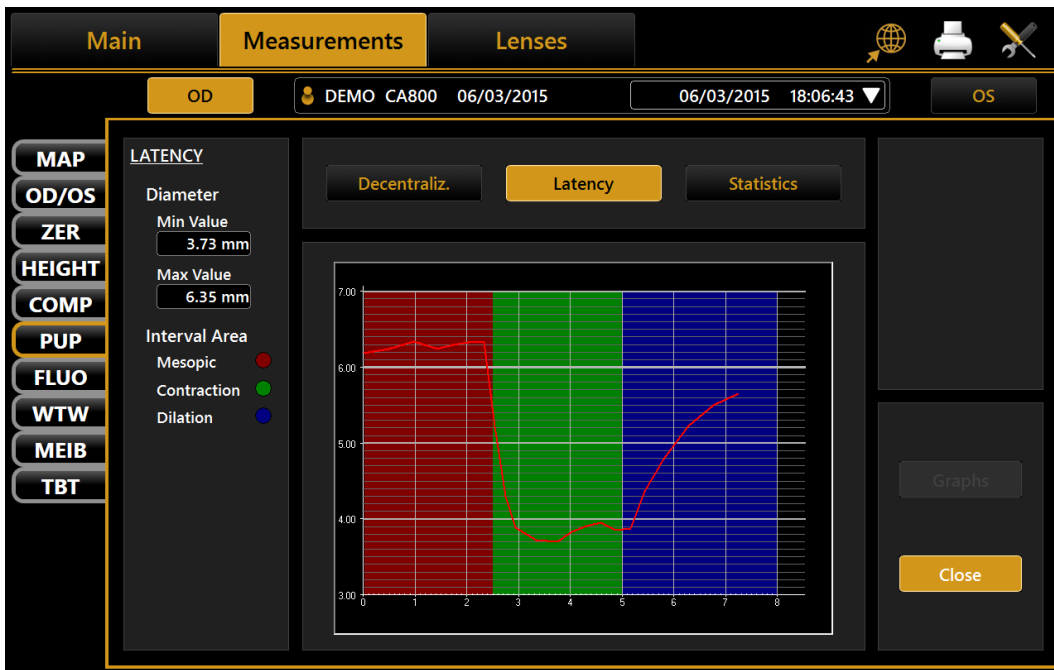 Main
Measurements
Lenses
OD
DEMO CA800 06/03/2015
06/03/2015 18:06:43
OS
MAP
OD/OS
ZER
HEIGHT
COMP
PUP
FLUO
WTW
MEIB
TBT
LATENCY
Diameter
Min Value
3.73 mm
Max Value
6.35 mm
Interval Area
Mesopic
Contraction
Dilation
Decentraliz.
Latency
Statistics
7.00
6.00
5.00
4.00
3.00
0 1 2 3 4 5 6 7 8
Graphs
Close